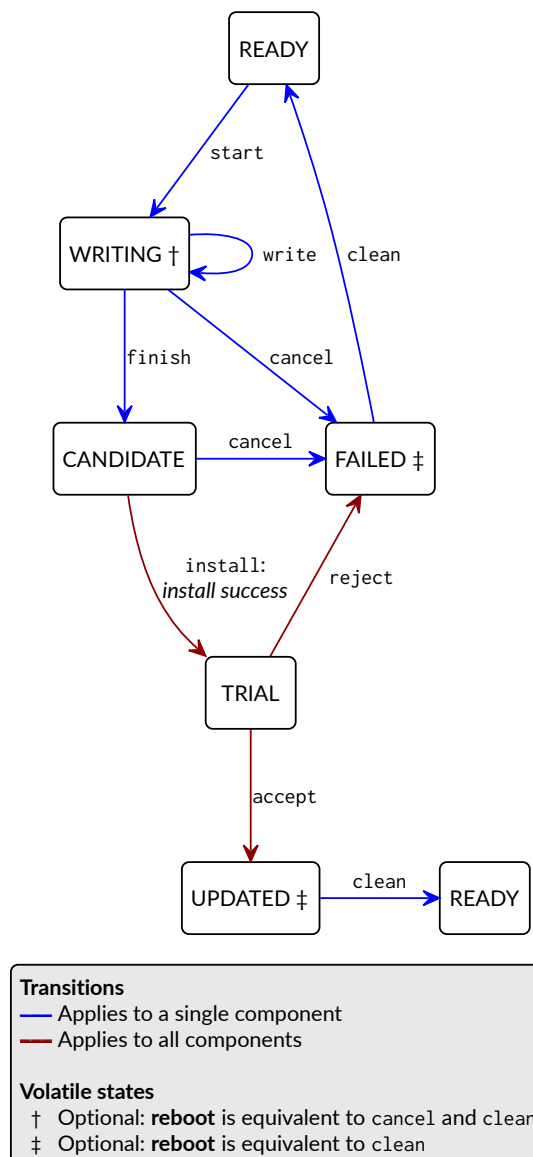 READY
start
WRITING †
write
clean
finish
cancel
CANDIDATE
cancel
FAILED ‡
install:
install success
reject
TRIAL
accept
UPDATED ‡
clean
READY
Transitions
Applies to a single component
Applies to all components
Volatile states
† Optional: reboot is equivalent to cancel and clean
‡ Optional: reboot is equivalent to clean